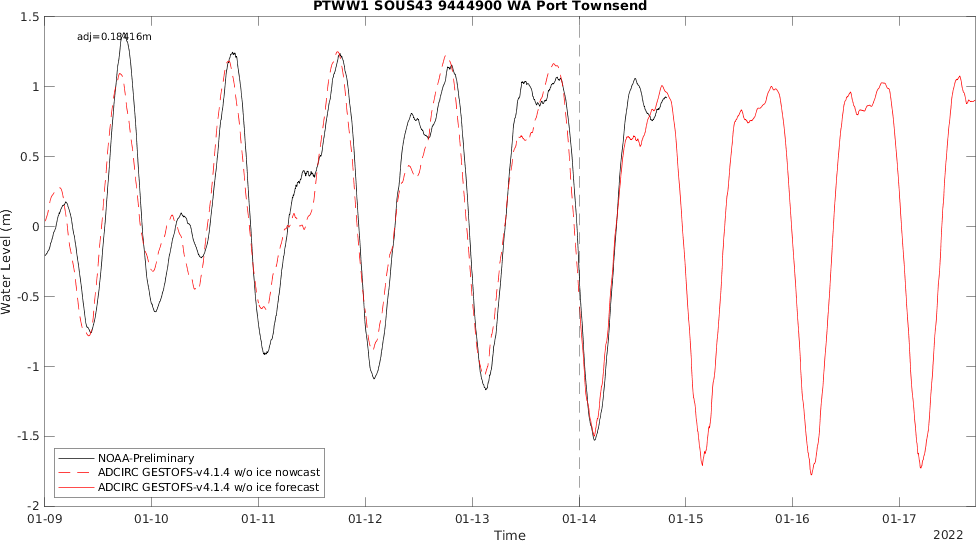 PTWW1 SOUS43 9444900 WA Port Townsend
adj=0.18416m
1.5
1
0.5
0
-0.5
-1
-1.5
-2
Water Level (m)
NOAA-Preliminary
ADCIRC GESTOFS-v4.1.4 w/o ice nowcast
ADCIRC GESTOFS-v4.1.4 w/o ice forecast
01-09 01-10 01-11 01-12 01-13 01-14 01-15 01-16 01-17
Time
2022